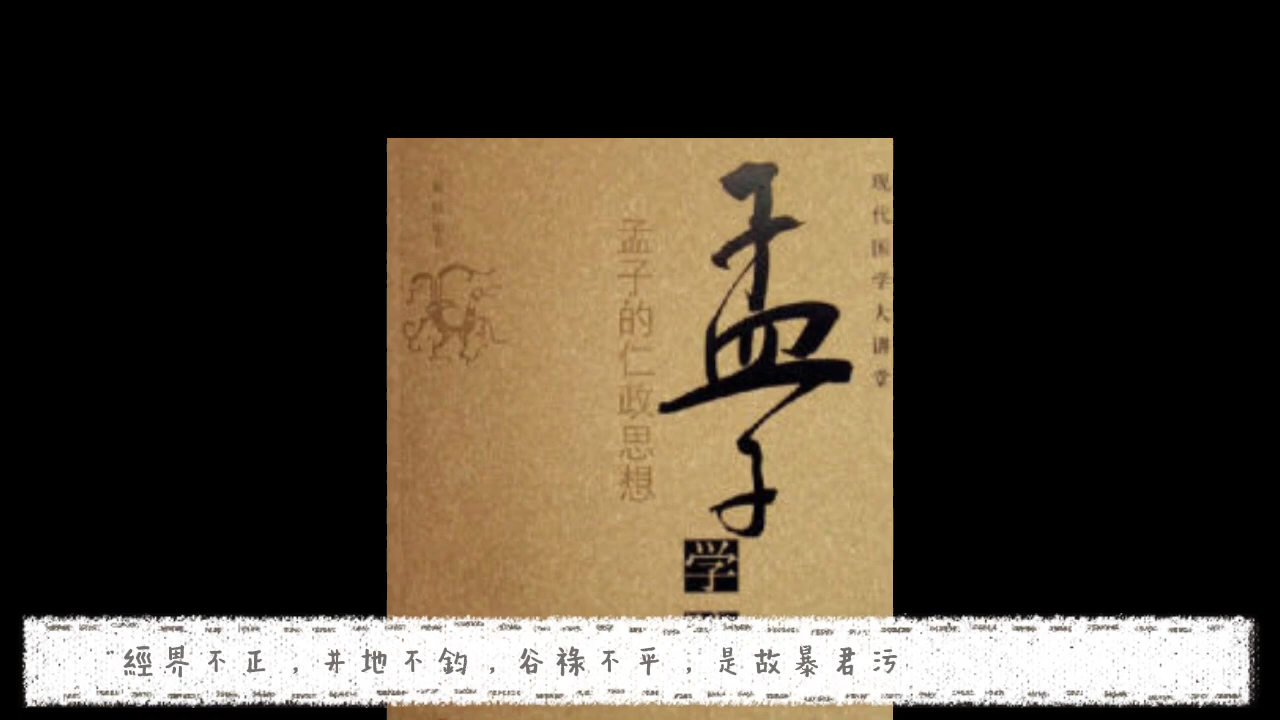 现代国学大讲堂
孟子
学
孟子的仁政思想
"經界不正，井地不鈞，谷祿不平，是故暴君污